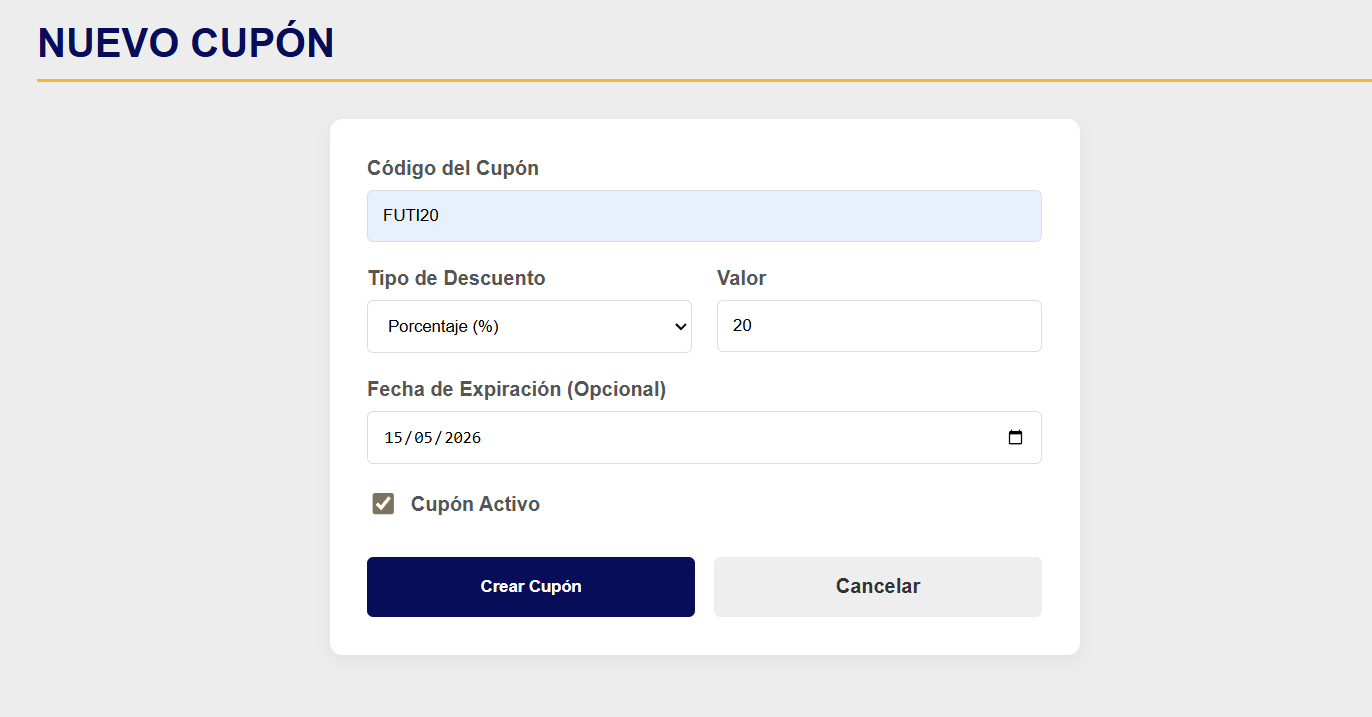 NUEVO CUPÓN
Código del Cupón
FUTI20
Tipo de Descuento
Valor
Porcentaje (%)
20
Fecha de Expiración (Opcional)
15/05/2026
Cupón Activo
Crear Cupón
Cancelar